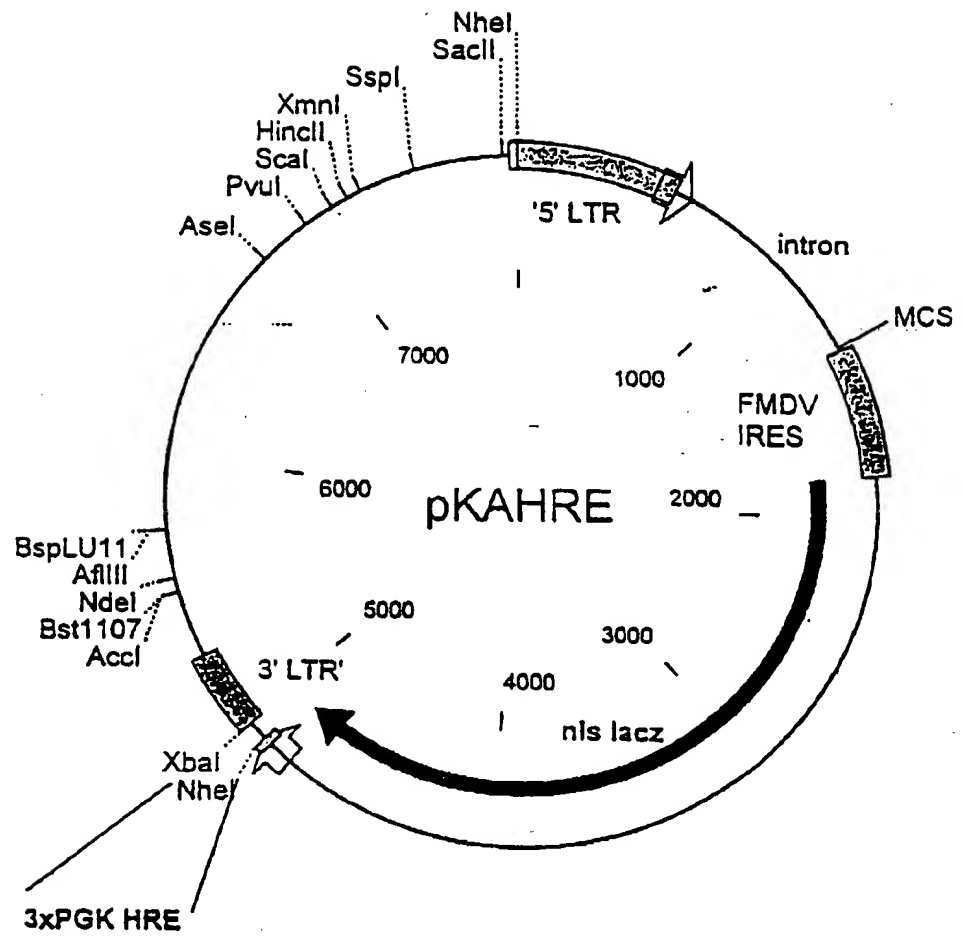 NheI
SacII
SspI
XmnI
HincII
ScaI
PvuI
AseI
'5' LTR
intron
MCS
7000
1000
FMDV
IRES
6000
pKAHRE
2000
BspLU11
AflIII
NdeI
Bst1107
AccI
5000
3000
3' LTR'
4000
nls lacz
XbaI
NheI
3xPGK HRE